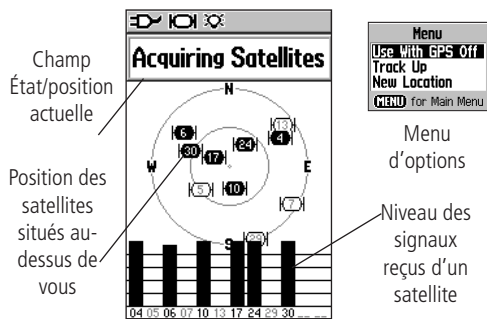 Champ
État/position
actuelle
Position des
satellites
situés au-
dessus de
vous
Acquiring Satellites
N
13
6
4
24
30
17
W
E
5
10
7
29
S
04 05 06 07 10 13 17 24 29 30 __ __
Menu
Use With GPS Off
Track Up
New Location
MENU for Main Menu
Menu
d'options
Niveau des
signaux
reçus d'un
satellite